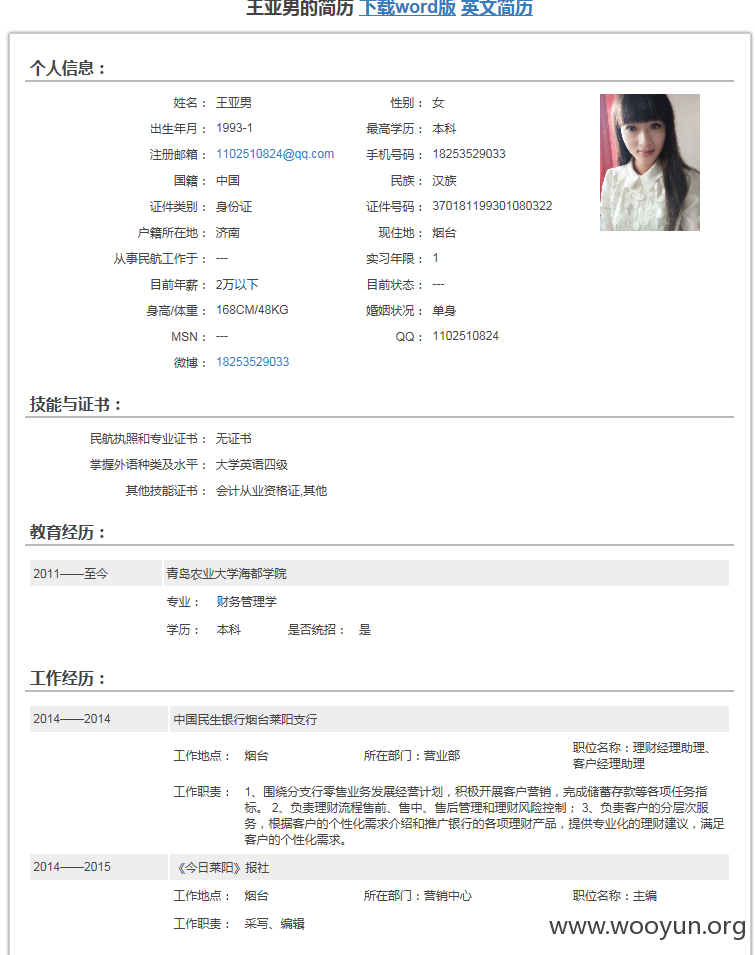 王亚男的简历 下载word版 英文简历
个人信息：
姓名： 王亚男 性别： 女
出生年月： 1993-1 最高学历： 本科
注册邮箱： 1102510824@qq.com 手机号码： 18253529033
国籍： 中国 民族： 汉族
证件类别： 身份证 证件号码： 370181199301080322
户籍所在地： 济南 现住地： 烟台
从事民航工作于： --- 实习年限： 1
目前年薪： 2万以下 目前状态： ---
身高/体重： 168CM/48KG 婚姻状况： 单身
MSN： --- QQ： 1102510824
微博： 18253529033
技能与证书：
民航执照和专业证书： 无证书
掌握外语种类及水平： 大学英语四级
其他技能证书： 会计从业资格证,其他
教育经历：
2011——至今 青岛农业大学海都学院
专业： 财务管理学
学历： 本科 是否统招： 是
工作经历：
2014——2014 中国民生银行烟台莱阳支行
工作地点： 烟台 所在部门：营业部 职位名称：理财经理助理、
客户经理助理
工作职责： 1、围绕分支行零售业务发展经营计划，积极开展客户营销，完成储蓄存款等各项任务指
标。 2、负责理财流程售前、售中、售后管理和理财风险控制； 3、负责客户的分层次服
务，根据客户的个性化需求介绍和推广银行的各项理财产品，提供专业化的理财建议，满足
客户的个性化需求。
2014——2015 《今日莱阳》报社
工作地点： 烟台 所在部门：营销中心 职位名称：主编
工作职责： 采写、编辑
www.wooyun.org